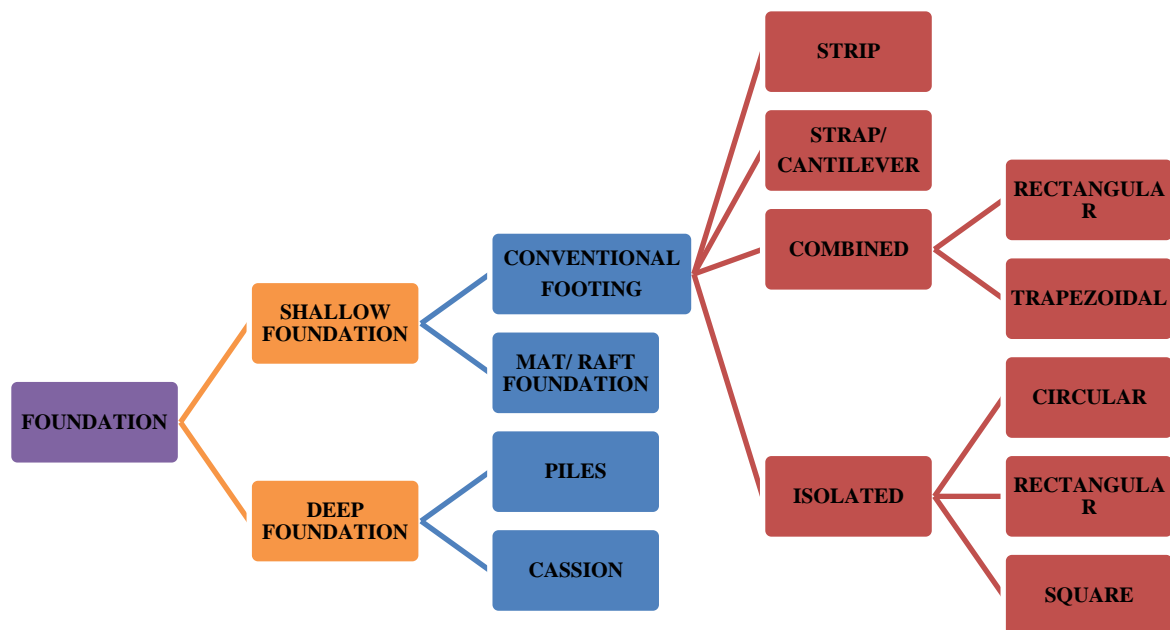 STRIP
STRAP/
CANTILEVER
RECTANGULA
R
COMBINED
CONVENTIONAL
FOOTING
TRAPEZOIDAL
SHALLOW
FOUNDATION
MAT/ RAFT
FOUNDATION
CIRCULAR
FOUNDATION
PILES
ISOLATED
RECTANGULA
R
DEEP
FOUNDATION
CASSION
SQUARE